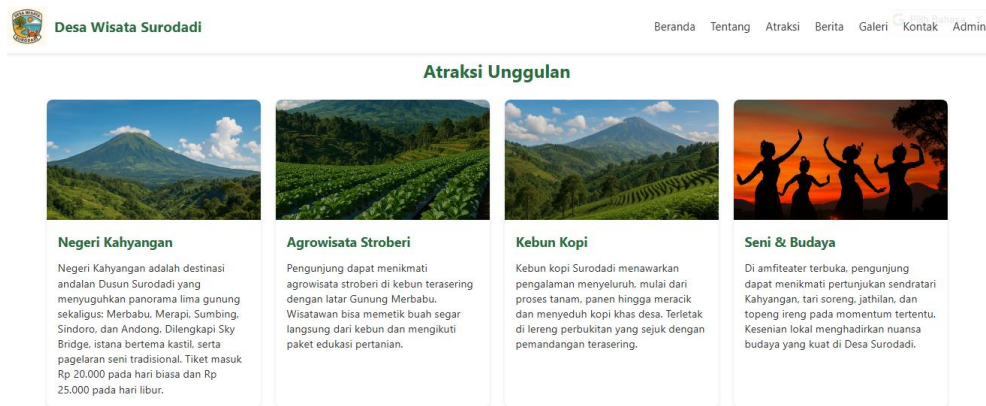 Desa Wisata Surodadi
Beranda Tentang Atraksi Berita Galeri Kontak Admin
Atraksi Unggulan
Negeri Kahyangan
Negeri Kahyangan adalah destinasi
andalan Dusun Surodadi yang
menyuguhkan panorama lima gunung
sekaligus: Merbabu, Merapi, Sumbing,
Sindoro, dan Andong. Dilengkapi Sky
Bridge, istana bertema kastil, serta
pagelaran seni tradisional. Tiket masuk
Rp 20.000 pada hari biasa dan Rp
25.000 pada hari libur.
Agrowisata Stroberi
Pengunjung dapat menikmati
agrowisata stroberi di kebun terasering
dengan latar Gunung Merbabu.
Wisatawan bisa memetik buah segar
langsung dari kebun dan mengikuti
paket edukasi pertanian.
Kebun Kopi
Kebun kopi Surodadi menawarkan
pengalaman menyeluruh, mulai dari
proses tanam, panen hingga meracik
dan menyeduh kopi khas desa. Terletak
di lereng perbukitan yang sejuk dengan
pemandangan terasering.
Seni & Budaya
Di amfiteater terbuka, pengunjung
dapat menikmati pertunjukan sendratari
Kahyangan, tari soreng, jathilan, dan
topeng ireng pada momentum tertentu.
Kesenian lokal menghadirkan nuansa
budaya yang kuat di Desa Surodadi.